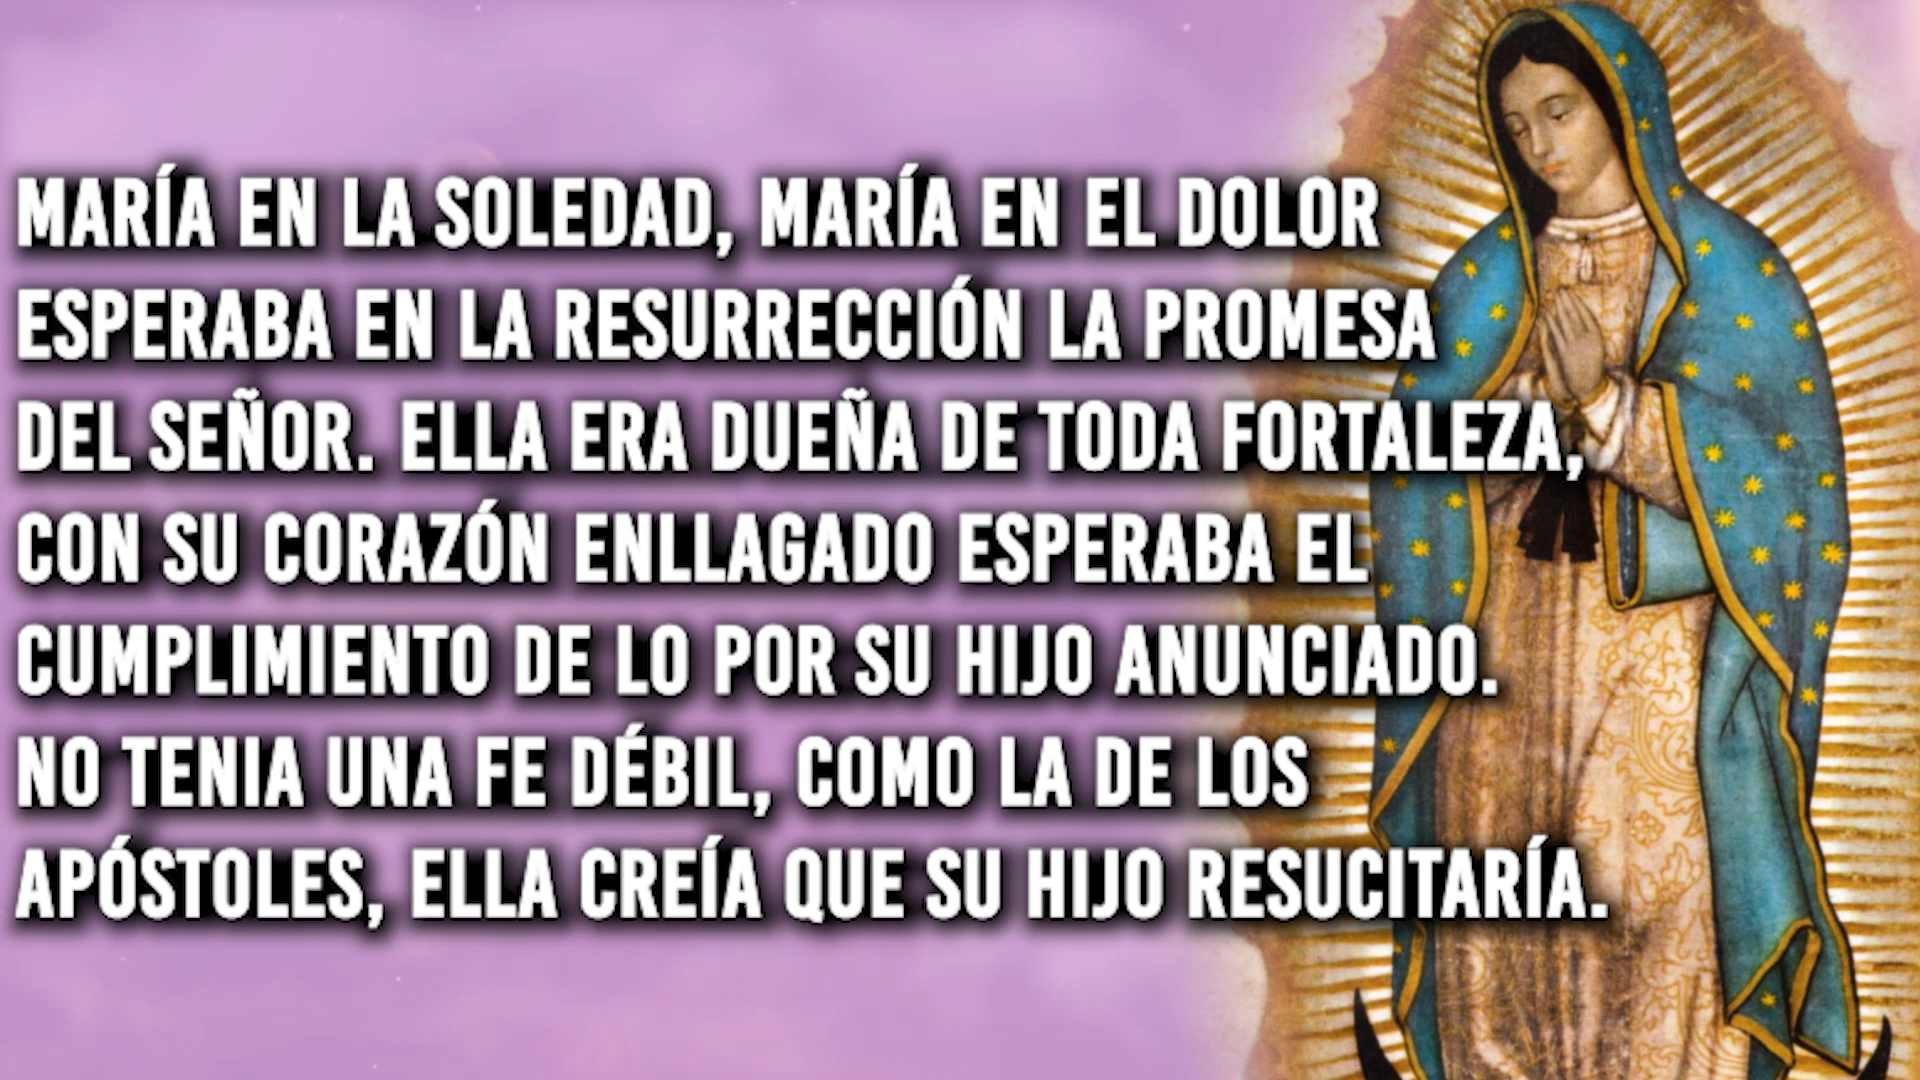 MARÍA EN LA SOLEDAD, MARÍA EN EL DOLOR
ESPERABA EN LA RESURRECCIÓN LA PROMESA
DEL SEÑOR. ELLA ERA DUEÑA DE TODA FORTALEZA,
CON SU CORAZÓN ENLLAGADO ESPERABA EL
CUMPLIMIENTO DE LO POR SU HIJO ANUNCIADO.
NO TENIA UNA FE DÉBIL, COMO LA DE LOS
APÓSTOLES, ELLA CREÍA QUE SU HIJO RESUCITARÍA.